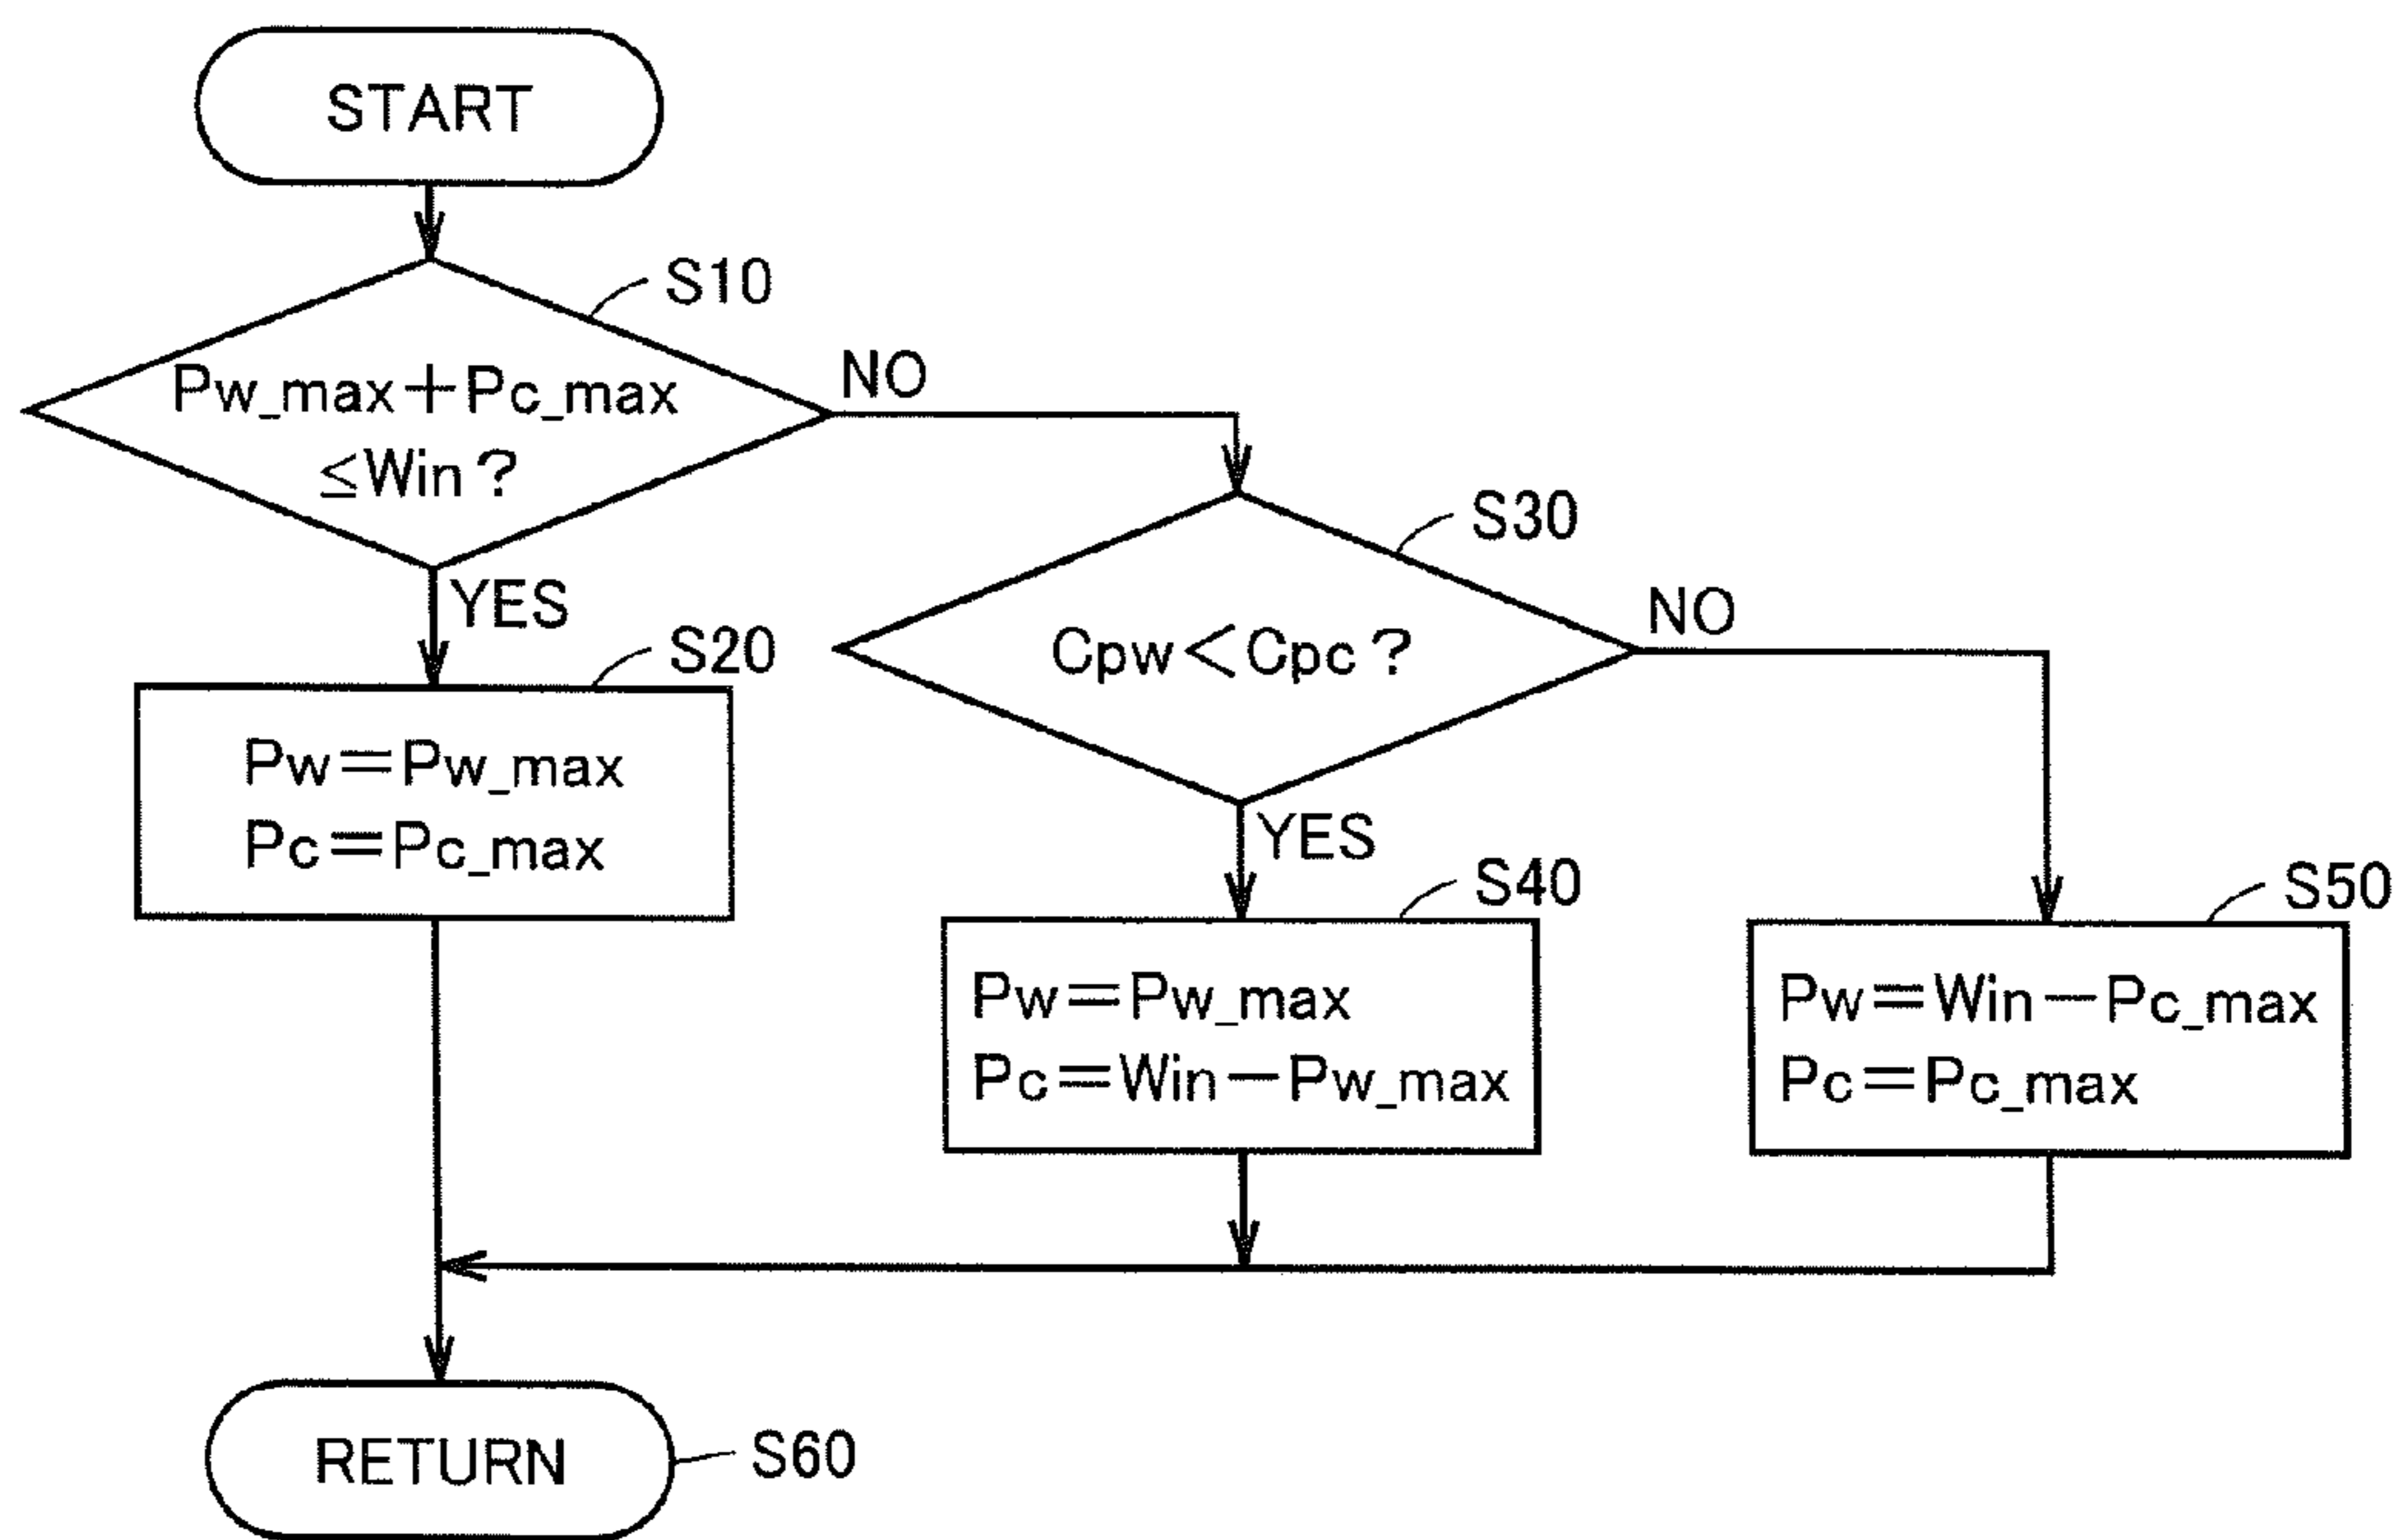 START
S10
Pw_max+Pc_max
≦Win?
NO
YES
S20
Pw=Pw_max
Pc=Pc_max
S30
Cpw<Cpc?
NO
YES
S40
Pw=Pw_max
Pc=Win−Pw_max
S50
Pw=Win−Pc_max
Pc=Pc_max
RETURN
S60